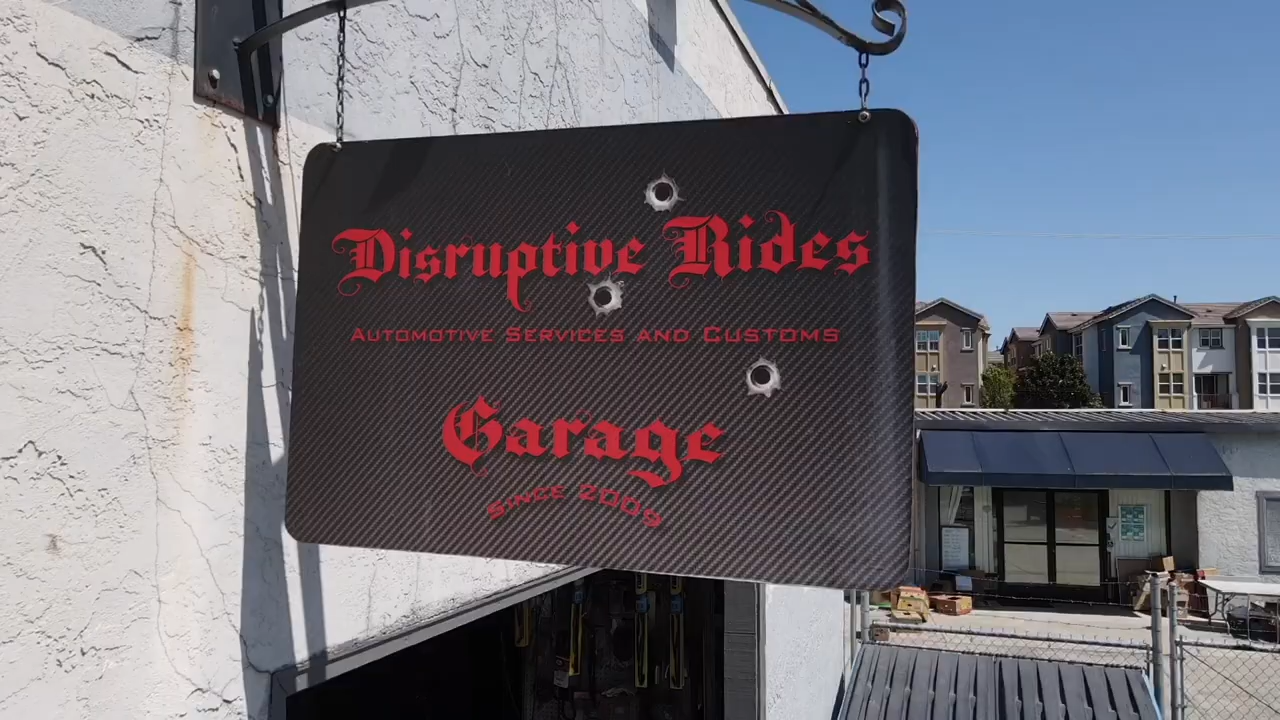 Disruptive Rides
Automotive Services and Customs
Garage
Since 2009